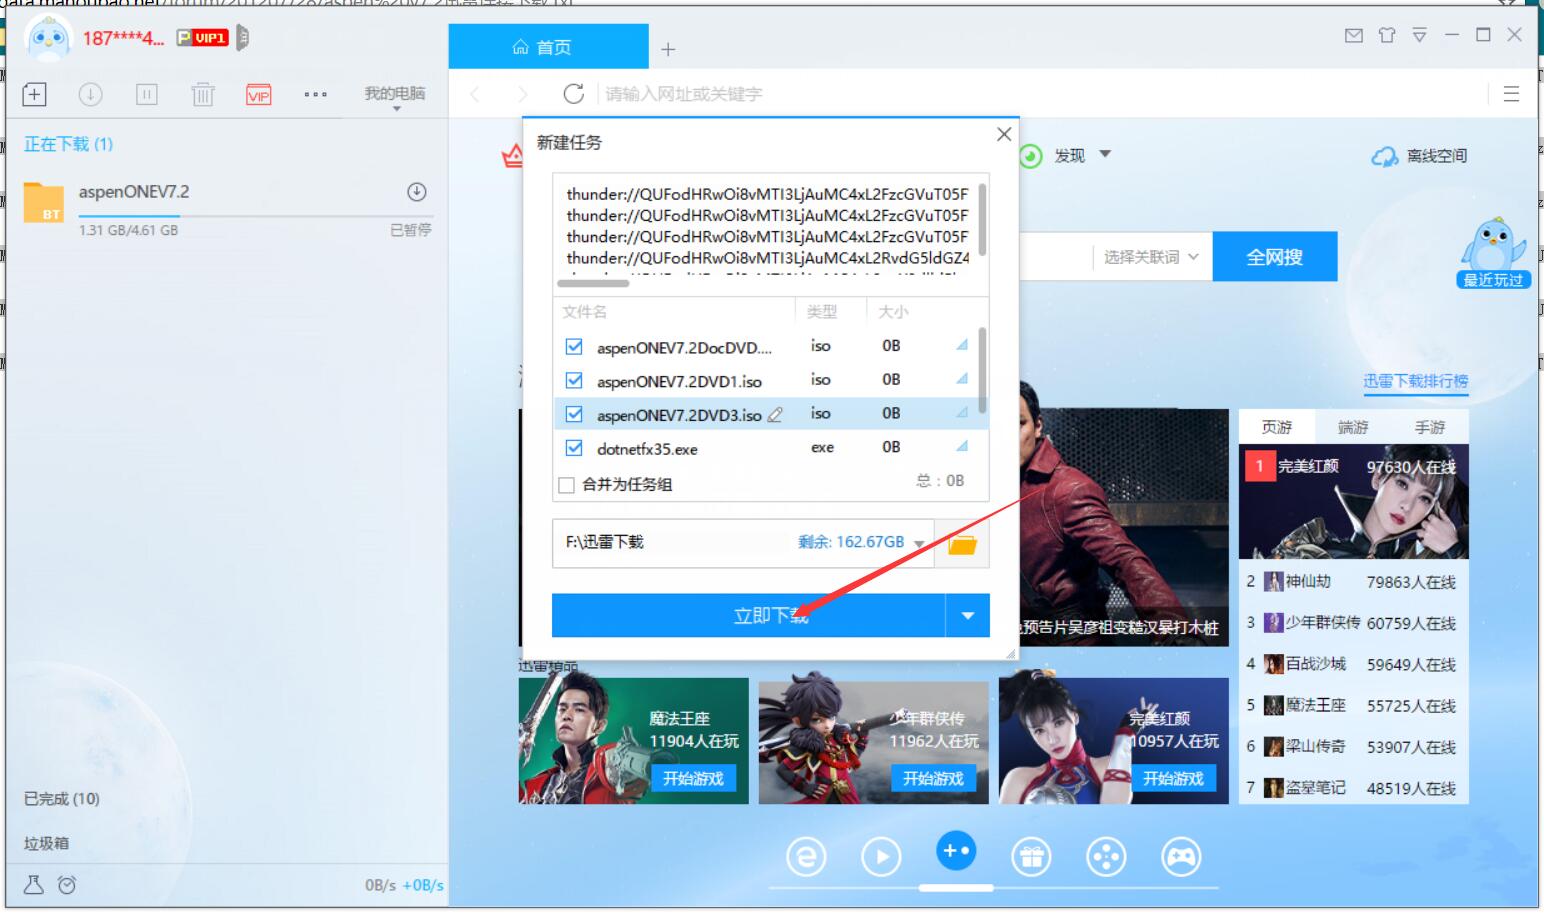 187****4...
VIP1
首页
VIP
我的电脑
请输入网址或关键字
正在下载 (1)
aspenONEV7.2
BT
1.31 GB/4.61 GB
已暂停
新建任务
thunder://QUFodHRwOi8vMTI3LjAuMC4xL2FzcGVuT05F
thunder://QUFodHRwOi8vMTI3LjAuMC4xL2FzcGVuT05F
thunder://QUFodHRwOi8vMTI3LjAuMC4xL2FzcGVuT05F
thunder://QUFodHRwOi8vMTI3LjAuMC4xL2RvdG5ldGZ4
文件名 类型 大小
aspenONEV7.2DocDVD.... iso 0B
aspenONEV7.2DVD1.iso iso 0B
aspenONEV7.2DVD3.iso iso 0B
dotnetfx35.exe exe 0B
合并为任务组
总：0B
F:\迅雷下载
剩余: 162.67GB
立即下载
发现
离线空间
选择关联词
全网搜
最近玩过
迅雷下载排行榜
页游 端游 手游
1 完美红颜 97630人在线
2 神仙劫 79863人在线
3 少年群侠传 60759人在线
4 百战沙城 59649人在线
5 魔法王座 55725人在线
6 梁山传奇 53907人在线
7 盗墓笔记 48519人在线
预告片吴彦祖变糙汉暴打木桩
迅雷精品
魔法王座
11904人在玩
开始游戏
少年群侠传
11962人在玩
开始游戏
完美红颜
10957人在玩
开始游戏
已完成 (10)
垃圾箱
0B/s +0B/s